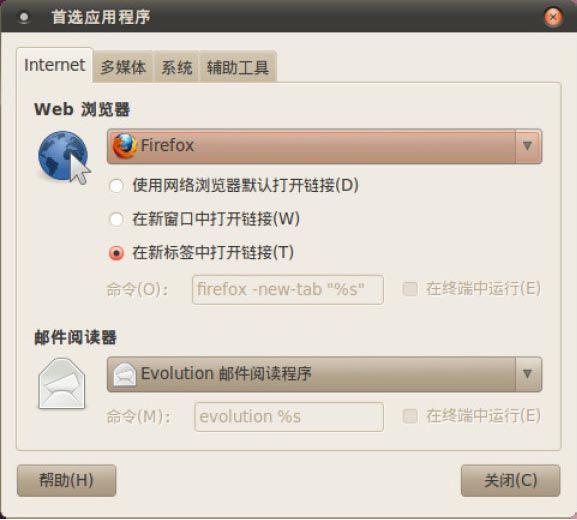 首选应用程序
Internet 多媒体 系统 辅助工具
Web 浏览器
Firefox
使用网络浏览器默认打开链接(D)
在新窗口中打开链接(W)
在新标签中打开链接(T)
命令(O): firefox -new-tab "%s" 在终端中运行(E)
邮件阅读器
Evolution 邮件阅读程序
命令(M): evolution %s 在终端中运行(E)
帮助(H) 关闭(C)